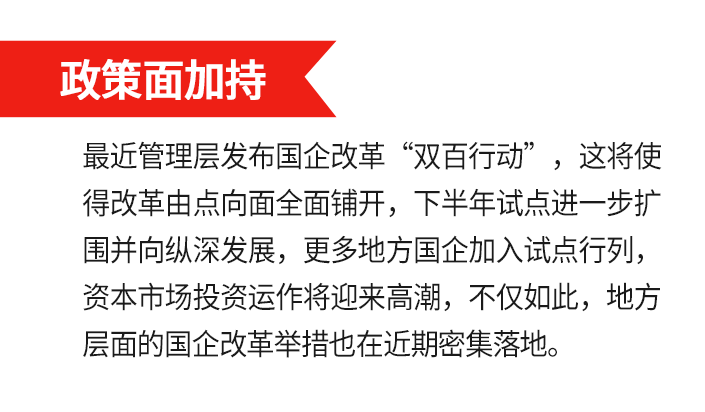 政策面加持
最近管理层发布国企改革“双百行动”，这将使
得改革由点向面全面铺开，下半年试点进一步扩
围并向纵深发展，更多地方国企加入试点行列，
资本市场投资运作将迎来高潮，不仅如此，地方
层面的国企改革举措也在近期密集落地。